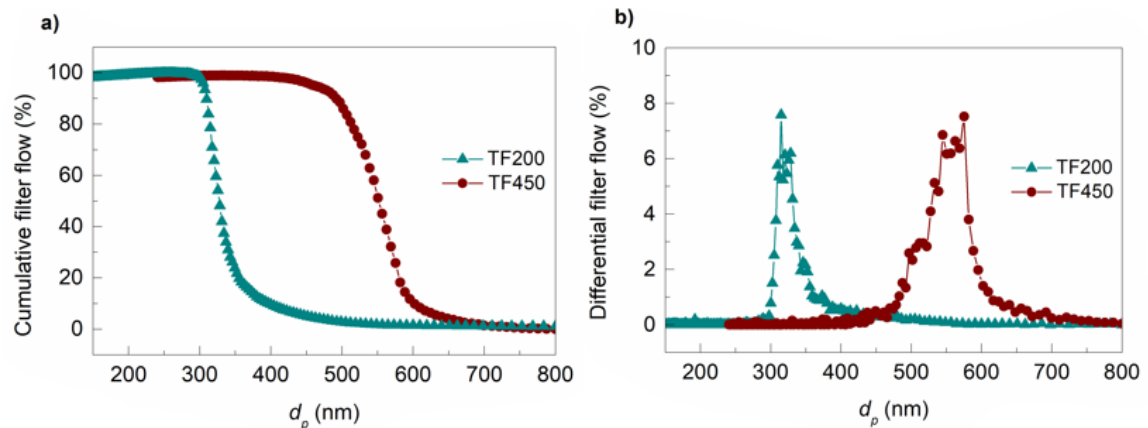 a)
Cumulative filter flow (%)
100
80
60
40
20
0
TF200
TF450
200 300 400 500 600 700 800
d_p (nm)
b)
Differential filter flow (%)
10
8
6
4
2
0
TF200
TF450
200 300 400 500 600 700 800
d_p (nm)